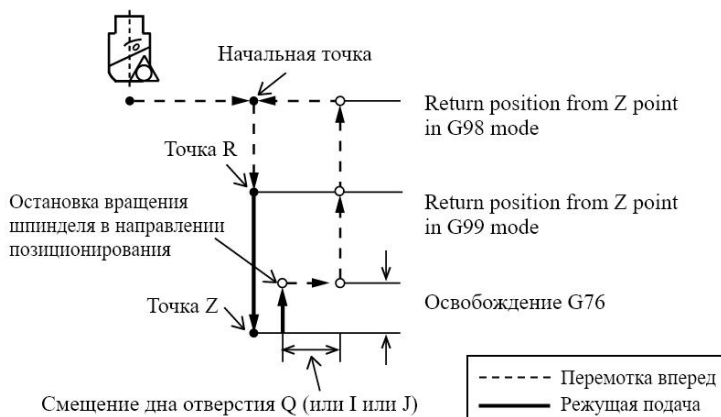 Начальная точка
Return position from Z point
in G98 mode
Точка R
Остановка вращения
шпинделя в направлении
позиционирования
Return position from Z point
in G99 mode
Точка Z
Освобождение G76
Смещение дна отверстия Q (или I или J)
Перемотка вперед
Режущая подача